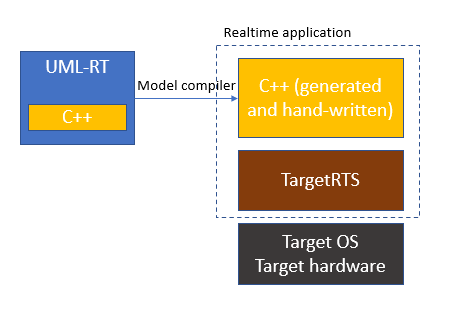 Realtime application
UML-RT
C++
Model compiler
C++ (generated
and hand-written)
TargetRTS
Target OS
Target hardware